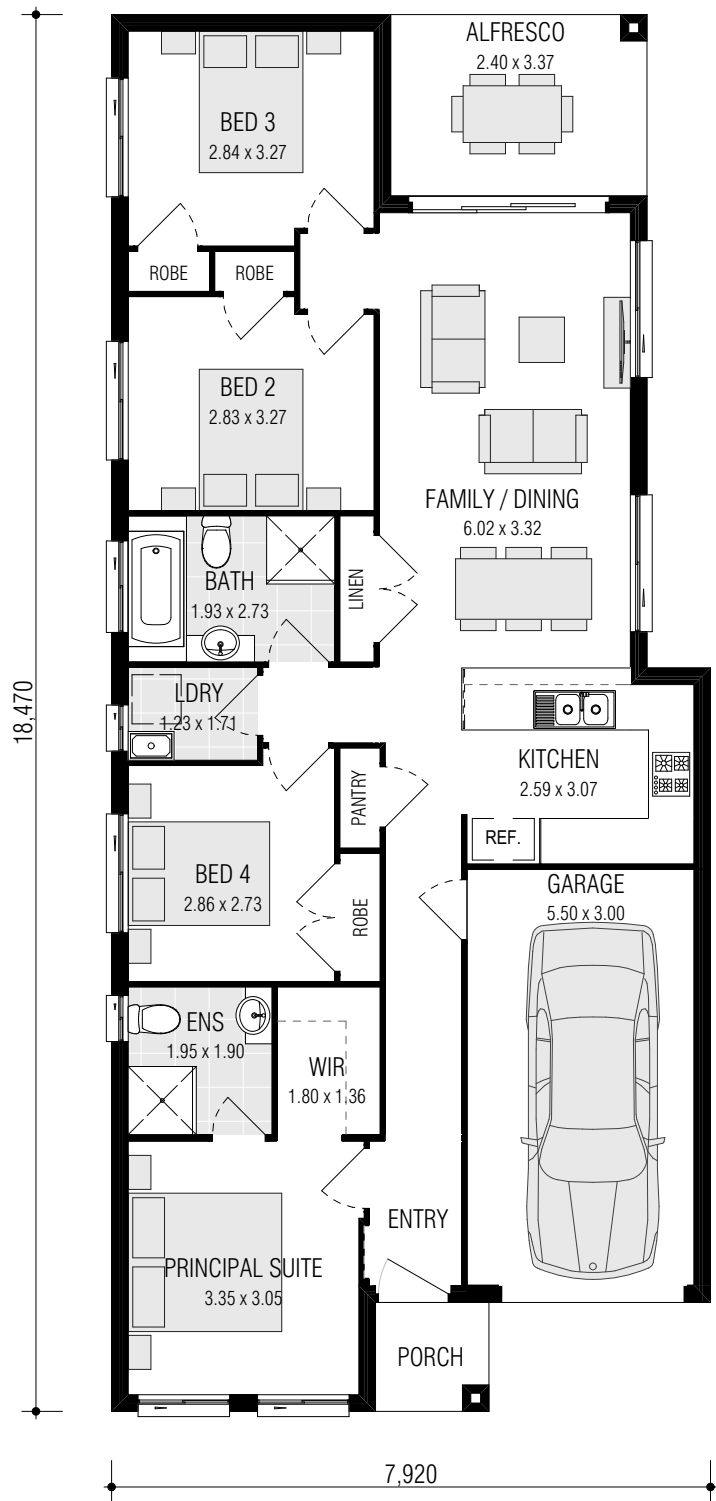 ALFRESCO
2.40 x 3.37
BED 3
2.84 x 3.27
ROBE
ROBE
BED 2
2.83 x 3.27
FAMILY / DINING
6.02 x 3.32
BATH
1.93 x 2.73
LINEN
LDRY
1.23 x 1.71
18,470
KITCHEN
2.59 x 3.07
PANTRY
REF.
BED 4
2.86 x 2.73
ROBE
GARAGE
5.50 x 3.00
ENS
1.95 x 1.90
WIR
1.80 x 1.36
ENTRY
PRINCIPAL SUITE
3.35 x 3.05
PORCH
7,920